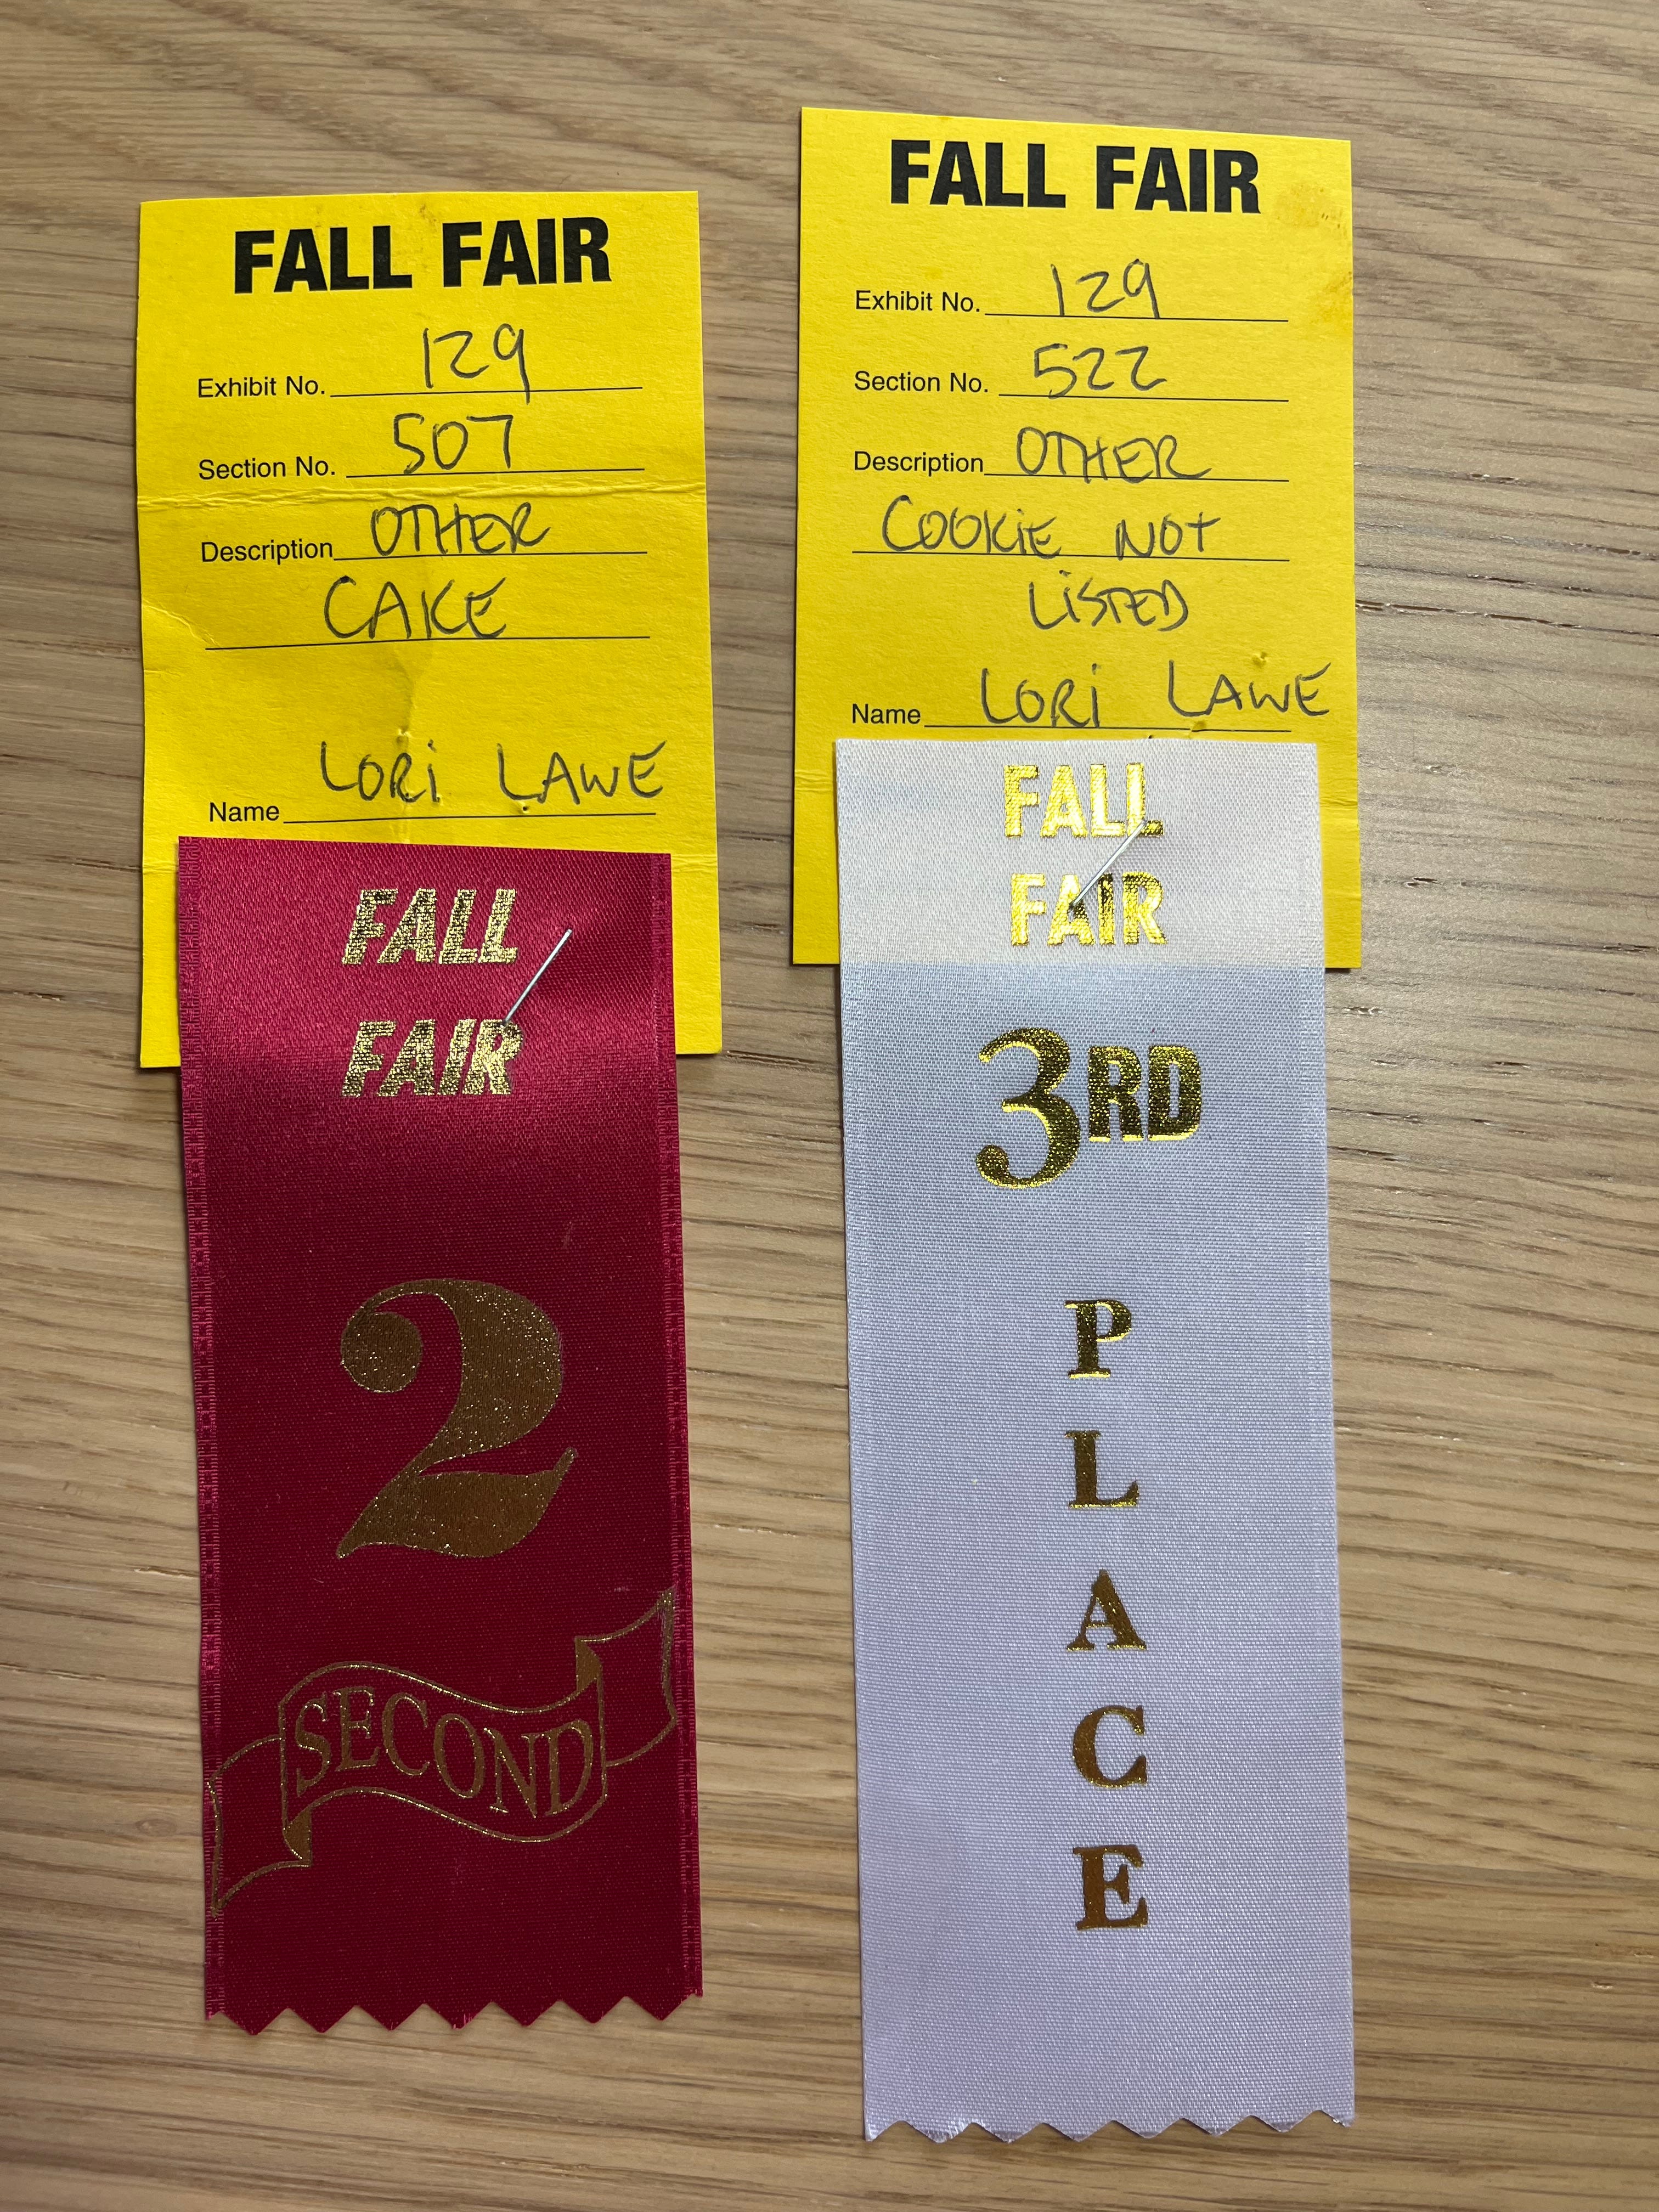 FALL FAIR
Exhibit No. 129
Section No. 507
Description OTHER
CAKE
Name LORi LAWE
FALL
FAIR
2
SECOND
FALL FAIR
Exhibit No. 129
Section No. 522
Description OTHER
COOKiE NOT
LiSTED
Name LORi LAWE
FALL
FAIR
3RD
P
L
A
C
E